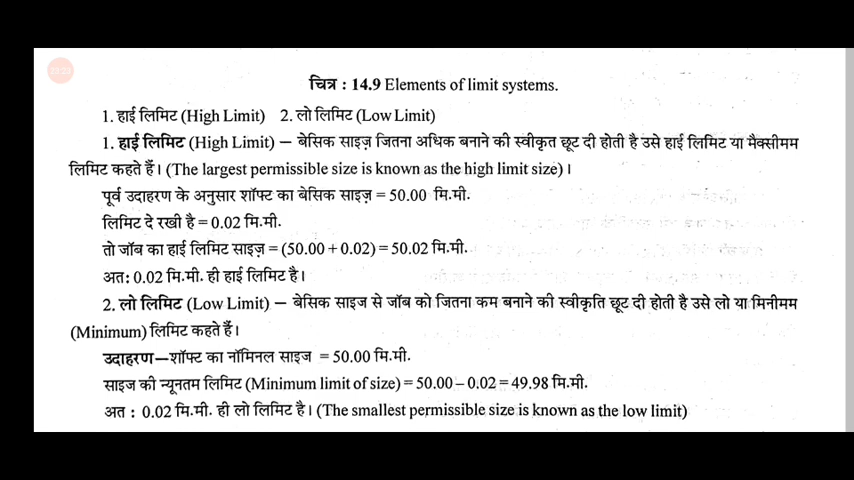 22:23
चित्र : 14.9 Elements of limit systems.
1. हाई लिमिट (High Limit) 2. लो लिमिट (Low Limit)
1. हाई लिमिट (High Limit) – बेसिक साइज़ जितना अधिक बनाने की स्वीकृत छूट दी होती है उसे हाई लिमिट या मैक्सीमम
लिमिट कहते हैं। (The largest permissible size is known as the high limit size)।
पूर्व उदाहरण के अनुसार शॉफ्ट का बेसिक साइज़ = 50.00 मि.मी.
लिमिट दे रखी है = 0.02 मि.मी.
तो जॉब का हाई लिमिट साइज़ = (50.00 + 0.02) = 50.02 मि.मी.
अत: 0.02 मि.मी. ही हाई लिमिट है।
2. लो लिमिट (Low Limit) – बेसिक साइज से जॉब को जितना कम बनाने की स्वीकृति छूट दी होती है उसे लो या मिनीमम
(Minimum) लिमिट कहते हैं।
उदाहरण–शॉफ्ट का नॉमिनल साइज = 50.00 मि.मी.
साइज की न्यूनतम लिमिट (Minimum limit of size) = 50.00 – 0.02 = 49.98 मि.मी.
अत : 0.02 मि.मी. ही लो लिमिट है। (The smallest permissible size is known as the low limit)